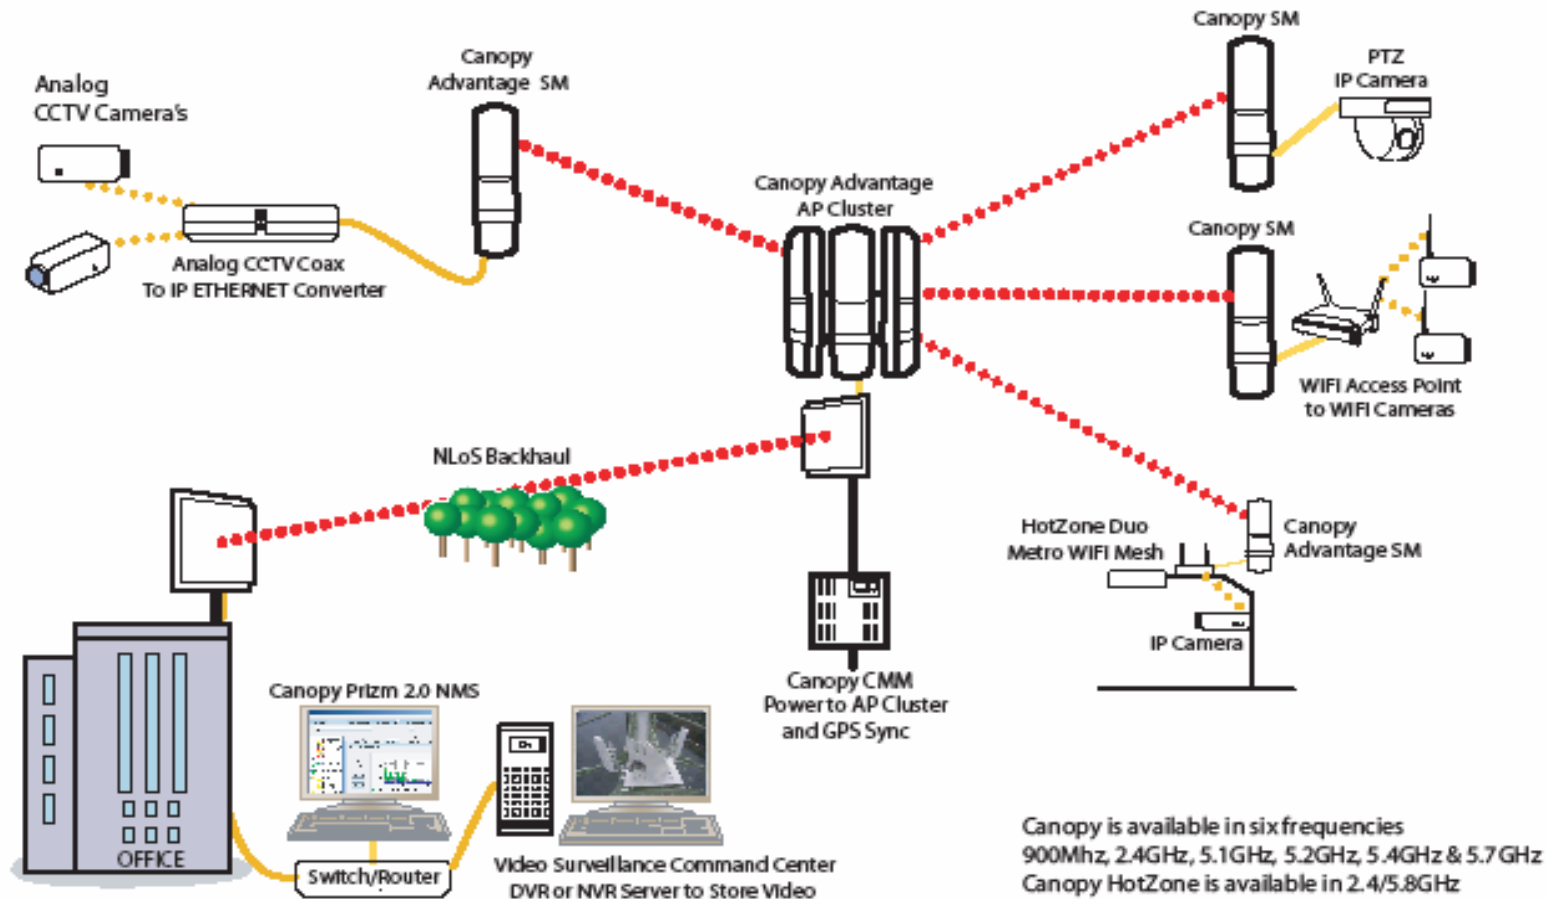 Canopy SM
PTZ
IP Camera
Canopy
Advantage SM
Analog
CCTV Camera's
Canopy Advantage
AP Cluster
Canopy SM
Analog CCTV Coax
To IP ETHERNET Converter
WIFI Access Point
to WIFI Cameras
NLoS Backhaul
HotZone Duo
Metro WIFI Mesh
Canopy
Advantage SM
IP Camera
Canopy CMM
Power to AP Cluster
and GPS Sync
Canopy Prizm 2.0 NMS
OFFICE
Switch/Router
Video Surveillance Command Center
DVR or NVR Server to Store Video
Canopy is available in six frequencies
900Mhz, 2.4GHz, 5.1GHz, 5.2GHz, 5.4GHz & 5.7GHz
Canopy HotZone is available in 2.4/5.8GHz